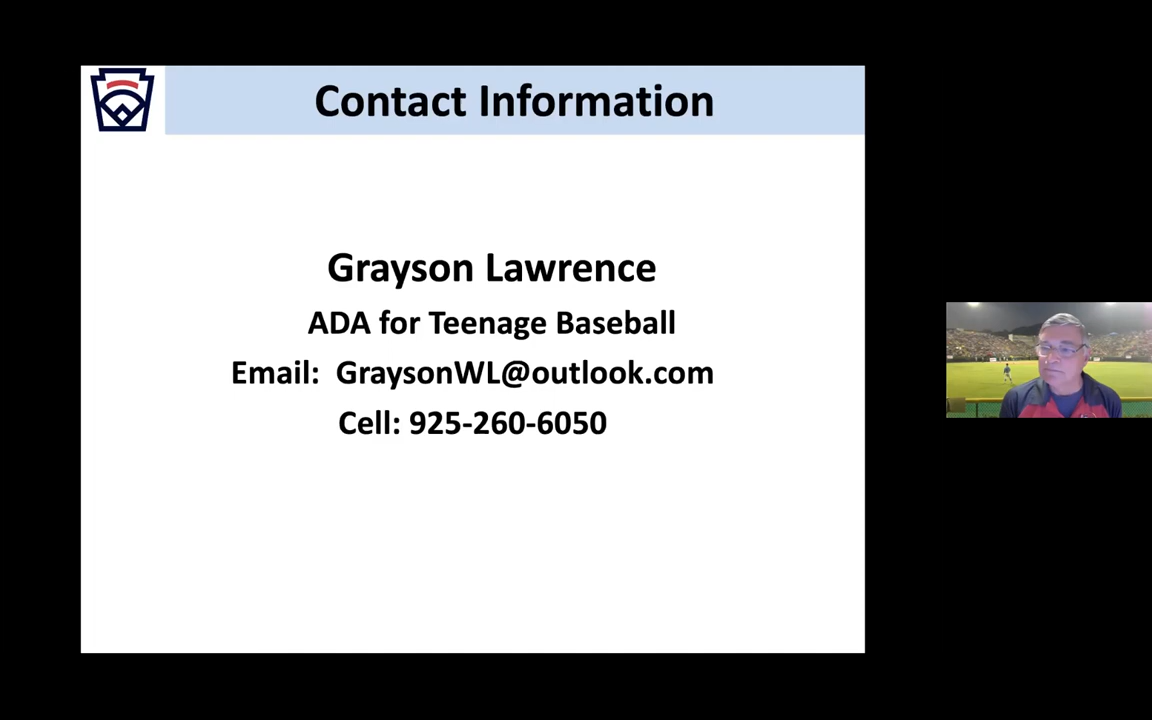 Contact Information
Grayson Lawrence
ADA for Teenage Baseball
Email: GraysonWL@outlook.com
Cell: 925-260-6050